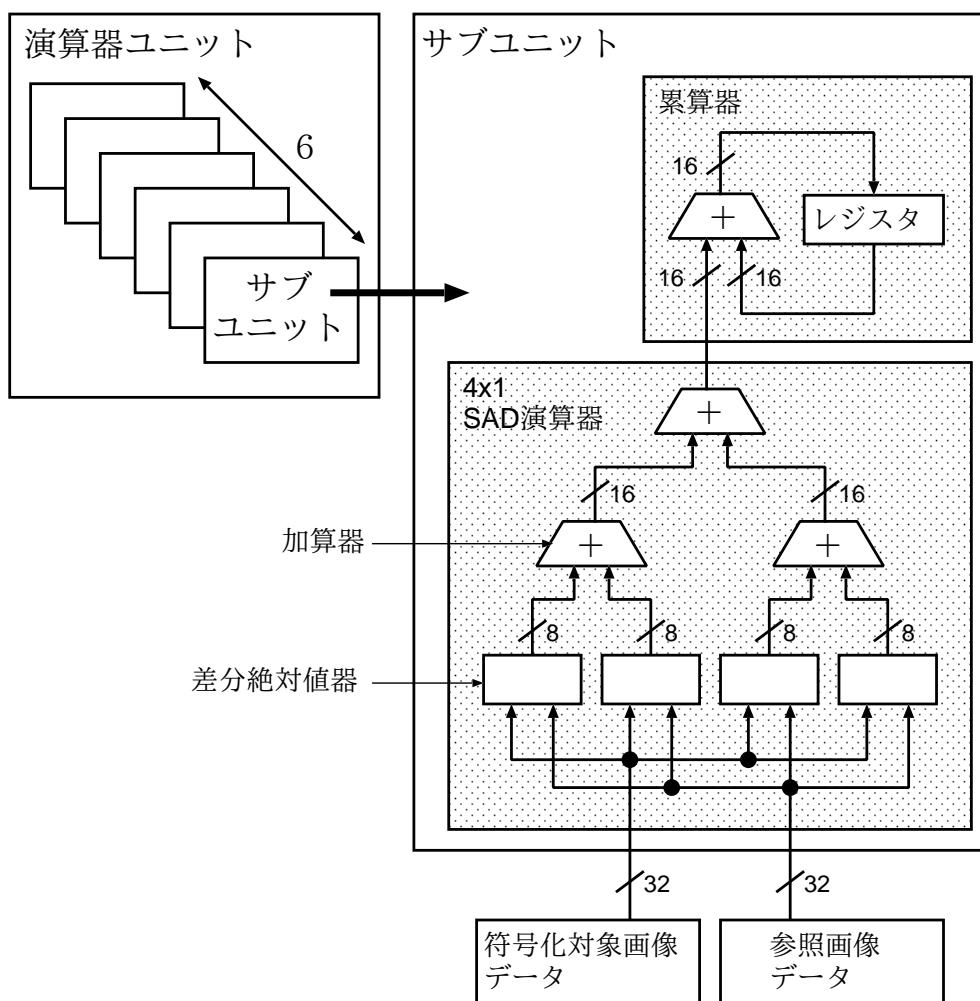 演算器ユニット
6
サブ
ユニット
サブユニット
累算器
16
+
レジスタ
16
16
4x1
SAD演算器
+
16
16
加算器
+
+
8
8
8
8
差分絶対値器
32
32
符号化対象画像
データ
参照画像
データ